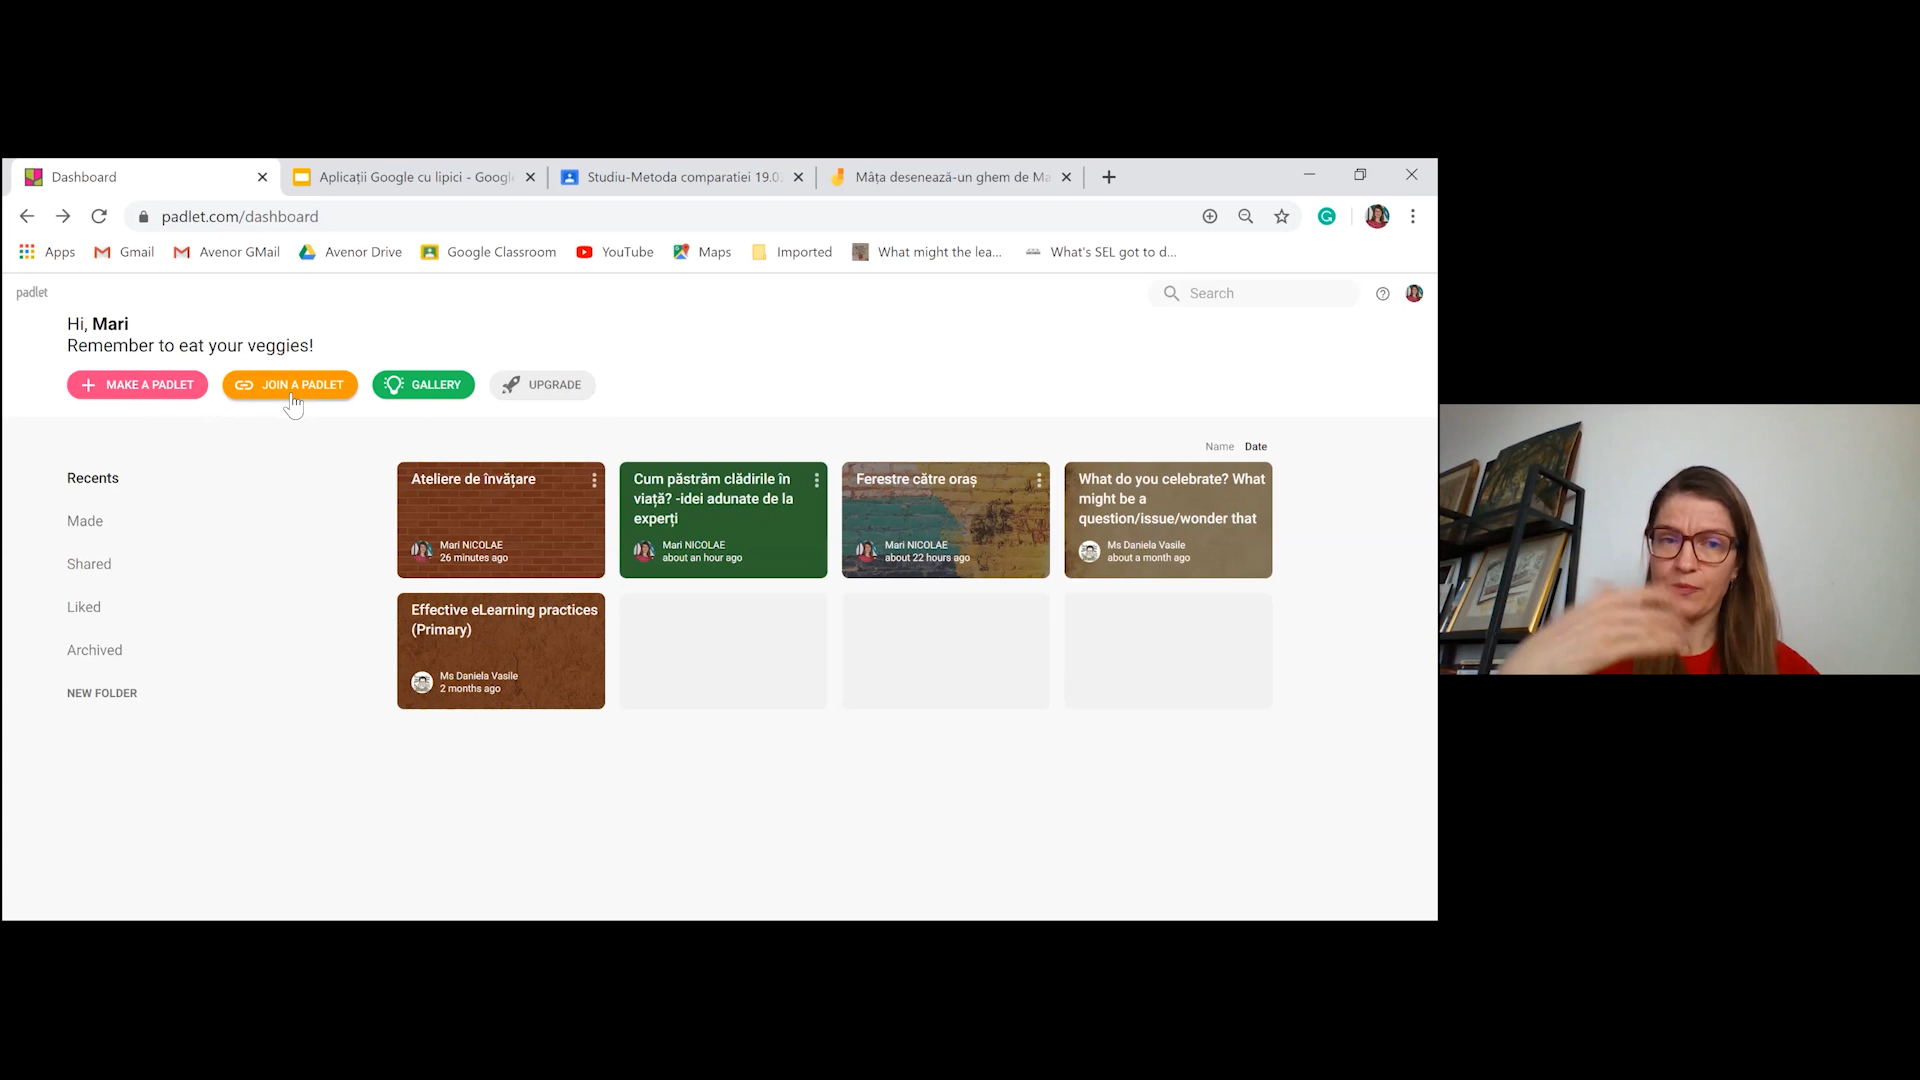 Dashboard
Aplicații Google cu lipici - Googl
Studiu-Metoda comparatiei 19.0
Mâța desenează-un ghem de Ma
padlet.com/dashboard
Apps
Gmail
Avenor GMail
Avenor Drive
Google Classroom
YouTube
Maps
Imported
What might the lea...
What's SEL got to d...
padlet
Search
Hi, Mari
Remember to eat your veggies!
MAKE A PADLET
JOIN A PADLET
GALLERY
UPGRADE
Name
Date
Recents
Made
Shared
Liked
Archived
NEW FOLDER
Ateliere de învățare
Mari NICOLAE
26 minutes ago
Cum păstrăm clădirile în
viață? -idei adunate de la
experți
Mari NICOLAE
about an hour ago
Ferestre către oraș
Mari NICOLAE
about 22 hours ago
What do you celebrate? What
might be a
question/issue/wonder that
Ms Daniela Vasile
about a month ago
Effective eLearning practices
(Primary)
Ms Daniela Vasile
2 months ago